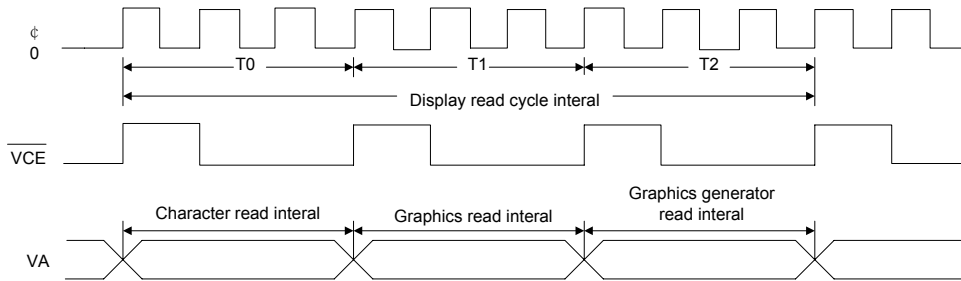 ¢
0
T0
T1
T2
Display read cycle interal
VCE
Character read interal
Graphics read interal
Graphics generator
read interal
VA